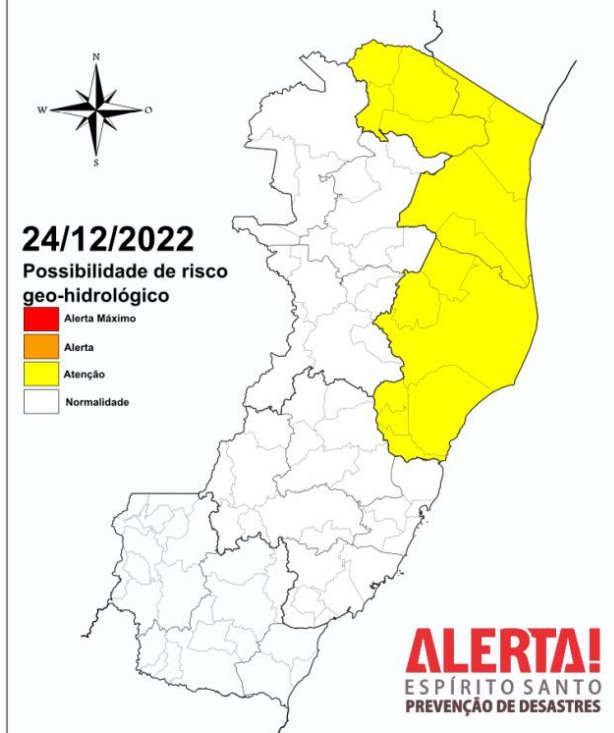 N
W O
S
24/12/2022
Possibilidade de risco
geo-hidrológico
Alerta Máximo
Alerta
Atenção
Normalidade
ALERTA!
ESPÍRITO SANTO
PREVENÇÃO DE DESASTRES